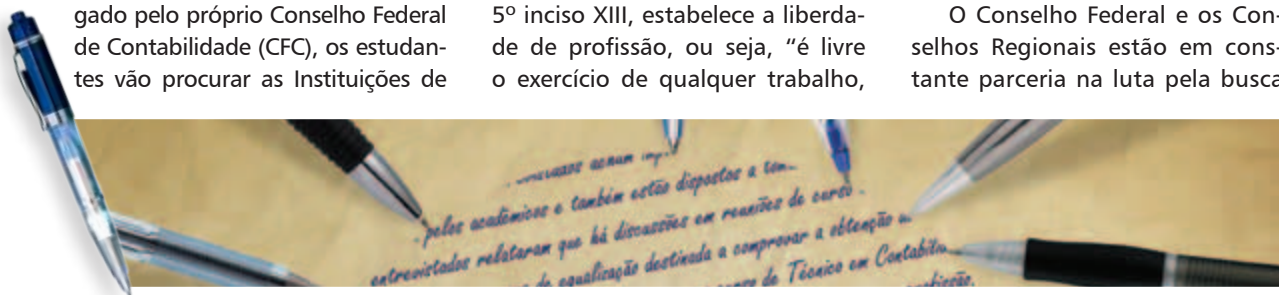 gado pelo próprio Conselho Federal
de Contabilidade (CFC), os estudan-
tes vão procurar as Instituições de
5º inciso XIII, estabelece a liberda-
de de profissão, ou seja, “é livre
o exercício de qualquer trabalho,
O Conselho Federal e os Con-
selhos Regionais estão em cons-
tante parceria na luta pela busca
pelos acadêmicos e também estão dispostos a
entrevistados relataram que há discussões em reuniões de curso
de equalização destinada a comprovar a obtenção
de Técnico em